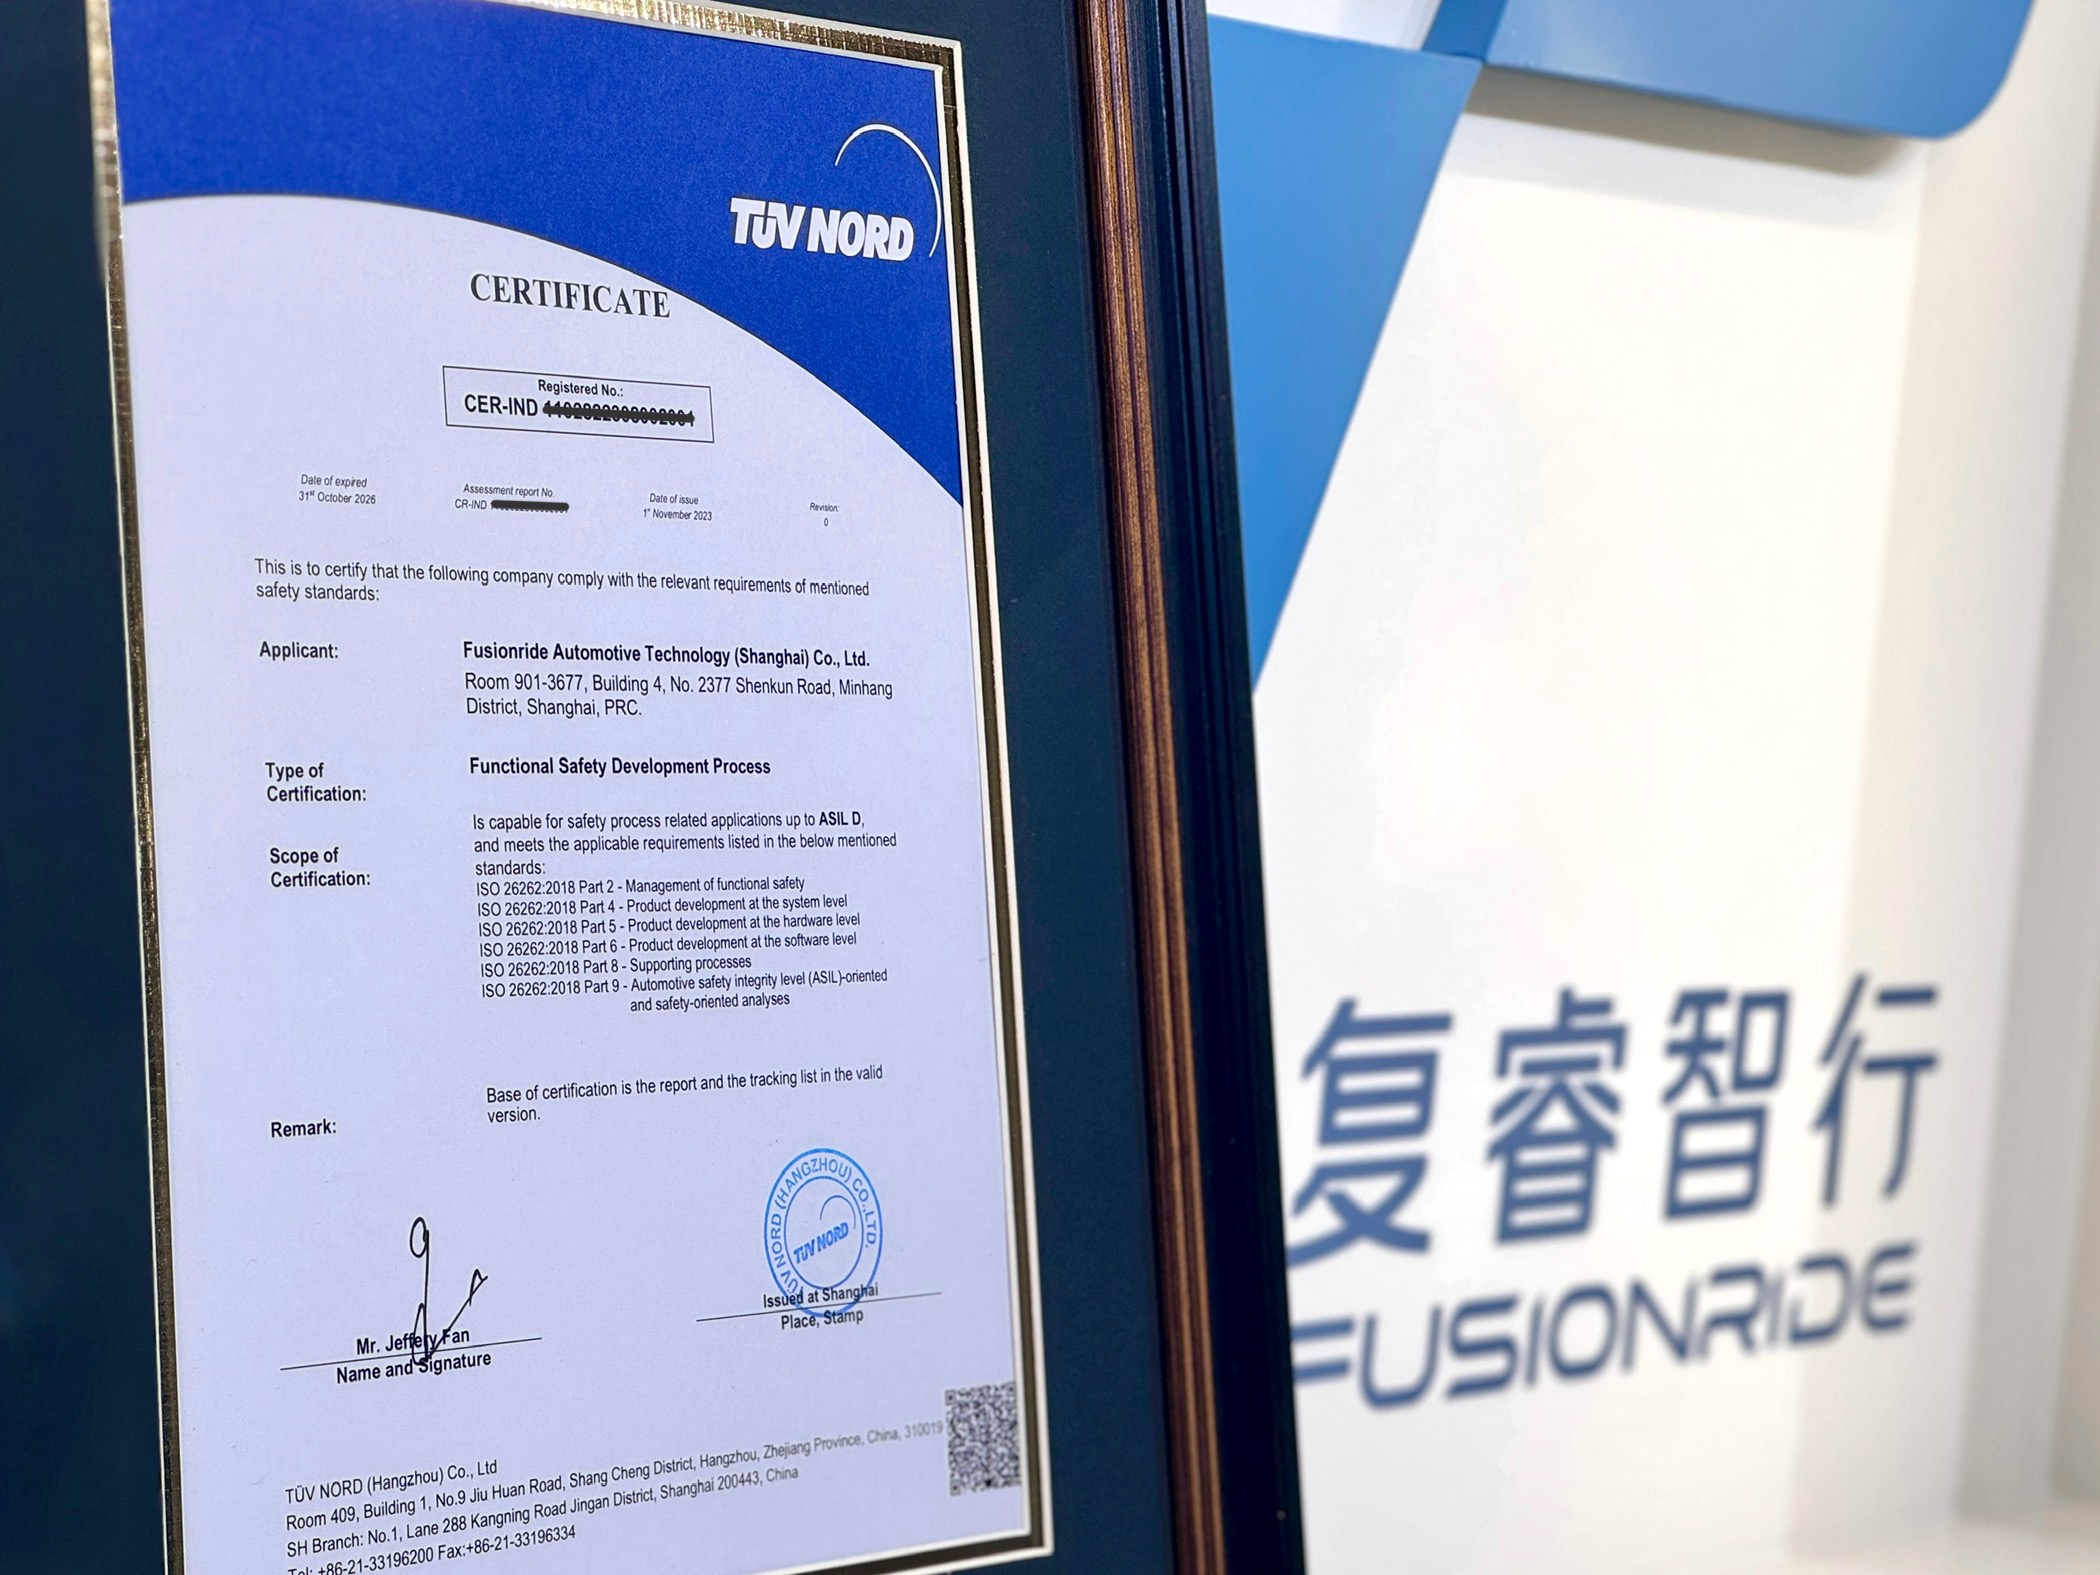 TÜV NORD
CERTIFICATE
Registered No.:
CER-IND
Date of expired
31st October 2026
Assessment report No.
CR-IND
Date of issue
1st November 2023
Revision:
0
This is to certify that the following company comply with the relevant requirements of mentioned
safety standards:
Applicant:
Fusionride Automotive Technology (Shanghai) Co., Ltd.
Room 901-3677, Building 4, No. 2377 Shenkun Road, Minhang
District, Shanghai, PRC.
Type of
Certification:
Functional Safety Development Process
Scope of
Certification:
Is capable for safety process related applications up to ASIL D,
and meets the applicable requirements listed in the below mentioned
standards:
ISO 26262:2018 Part 2 - Management of functional safety
ISO 26262:2018 Part 4 - Product development at the system level
ISO 26262:2018 Part 5 - Product development at the hardware level
ISO 26262:2018 Part 6 - Product development at the software level
ISO 26262:2018 Part 8 - Supporting processes
ISO 26262:2018 Part 9 - Automotive safety integrity level (ASIL)-oriented
and safety-oriented analyses
Remark:
Base of certification is the report and the tracking list in the valid
version.
Mr. Jeffery Fan
Name and Signature
TÜV NORD (HANGZHOU) CO.,LTD.
TÜV NORD
Issued at Shanghai
Place, Stamp
TÜV NORD (Hangzhou) Co., Ltd
Room 409, Building 1, No.9 Jiu Huan Road, Shang Cheng District, Hangzhou, Zhejiang Province, China, 310019
SH Branch: No.1, Lane 288 Kangning Road Jingan District, Shanghai 200443, China
Tel: +86-21-33196200 Fax:+86-21-33196334
复睿智行
FUSIONRIDE